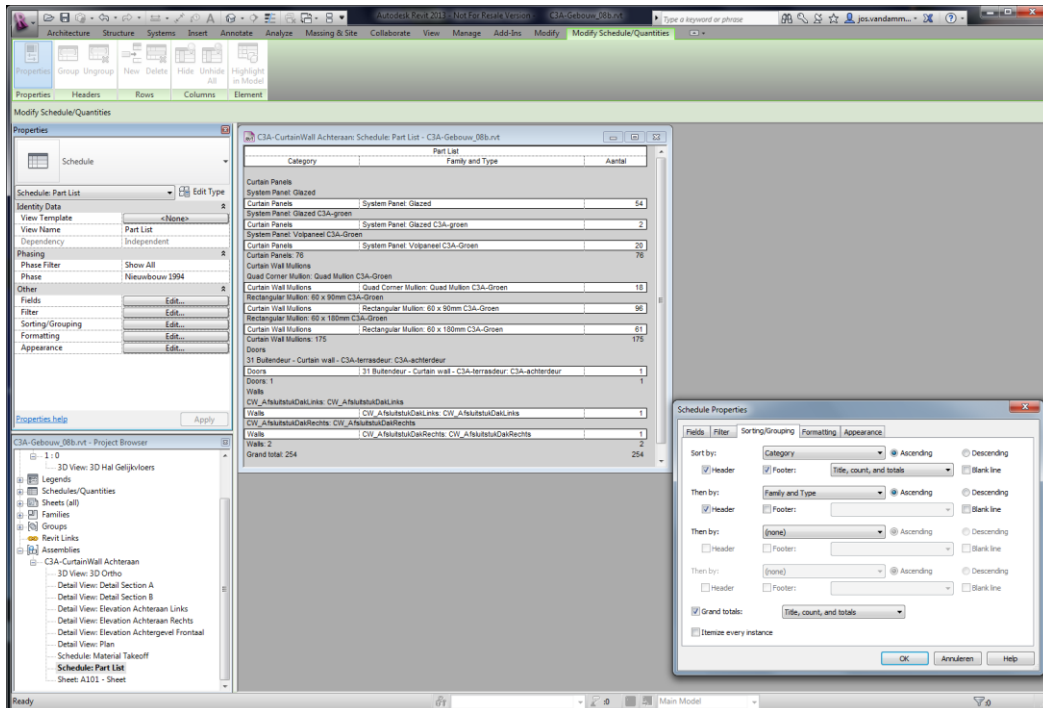 Autodesk Revit 2013 - Not For Resale Version - C3A-Gebouw_08b.rvt
Type a keyword or phrase
jos.vandamm...
Architecture Structure Systems Insert Annotate Analyze Massing & Site Collaborate View Manage Add-Ins Modify Modify Schedule/Quantities
Properties Group Ungroup New Delete Hide Unhide All Highlight in Model
Properties Headers Rows Columns Element
Modify Schedule/Quantities
Properties
Schedule
Schedule: Part List Edit Type
Identity Data
View Template <None>
View Name Part List
Dependency Independent
Phasing
Phase Filter Show All
Phase Nieuwbouw 1994
Other
Fields Edit...
Filter Edit...
Sorting/Grouping Edit...
Formatting Edit...
Appearance Edit...
Properties help Apply
C3A-Gebouw_08b.rvt - Project Browser
1 : 0
3D View: 3D Hal Gelijkvloers
Legends
Schedules/Quantities
Sheets (all)
Families
Groups
Revit Links
Assemblies
C3A-CurtainWall Achteraan
3D View: 3D Ortho
Detail View: Detail Section A
Detail View: Detail Section B
Detail View: Elevation Achteraan Links
Detail View: Elevation Achteraan Rechts
Detail View: Elevation Achtergevel Frontaal
Detail View: Plan
Schedule: Material Takeoff
Schedule: Part List
Sheet: A101 - Sheet
C3A-CurtainWall Achteraan: Schedule: Part List - C3A-Gebouw_08b.rvt
Part List
Category Family and Type Aantal
Curtain Panels
System Panel: Glazed
Curtain Panels System Panel: Glazed 54
System Panel: Glazed C3A-groen
Curtain Panels System Panel: Glazed C3A-groen 2
System Panel: Volpaneel C3A-Groen
Curtain Panels System Panel: Volpaneel C3A-Groen 20
Curtain Panels: 76 76
Curtain Wall Mullions
Quad Corner Mullion: Quad Mullion C3A-Groen
Curtain Wall Mullions Quad Corner Mullion: Quad Mullion C3A-Groen 18
Rectangular Mullion: 60 x 90mm C3A-Groen
Curtain Wall Mullions Rectangular Mullion: 60 x 90mm C3A-Groen 96
Rectangular Mullion: 60 x 180mm C3A-Groen
Curtain Wall Mullions Rectangular Mullion: 60 x 180mm C3A-Groen 61
Curtain Wall Mullions: 175 175
Doors
31 Buitendeur - Curtain wall - C3A-terrasdeur: C3A-achterdeur
Doors 31 Buitendeur - Curtain wall - C3A-terrasdeur: C3A-achterdeur 1
Doors: 1 1
Walls
CW_AfsluitstukDakLinks: CW_AfsluitstukDakLinks
Walls CW_AfsluitstukDakLinks: CW_AfsluitstukDakLinks 1
CW_AfsluitstukDakRechts: CW_AfsluitstukDakRechts
Walls CW_AfsluitstukDakRechts: CW_AfsluitstukDakRechts 1
Walls: 2 2
Grand total: 254 254
Schedule Properties
Fields Filter Sorting/Grouping Formatting Appearance
Sort by: Category Ascending Descending
Header Footer: Title, count, and totals Blank line
Then by: Family and Type Ascending Descending
Header Footer: Blank line
Then by: (none) Ascending Descending
Header Footer: Blank line
Then by: (none) Ascending Descending
Header Footer: Blank line
Grand totals: Title, count, and totals
Itemize every instance
OK Annuleren Help
Ready :0 Main Model :0